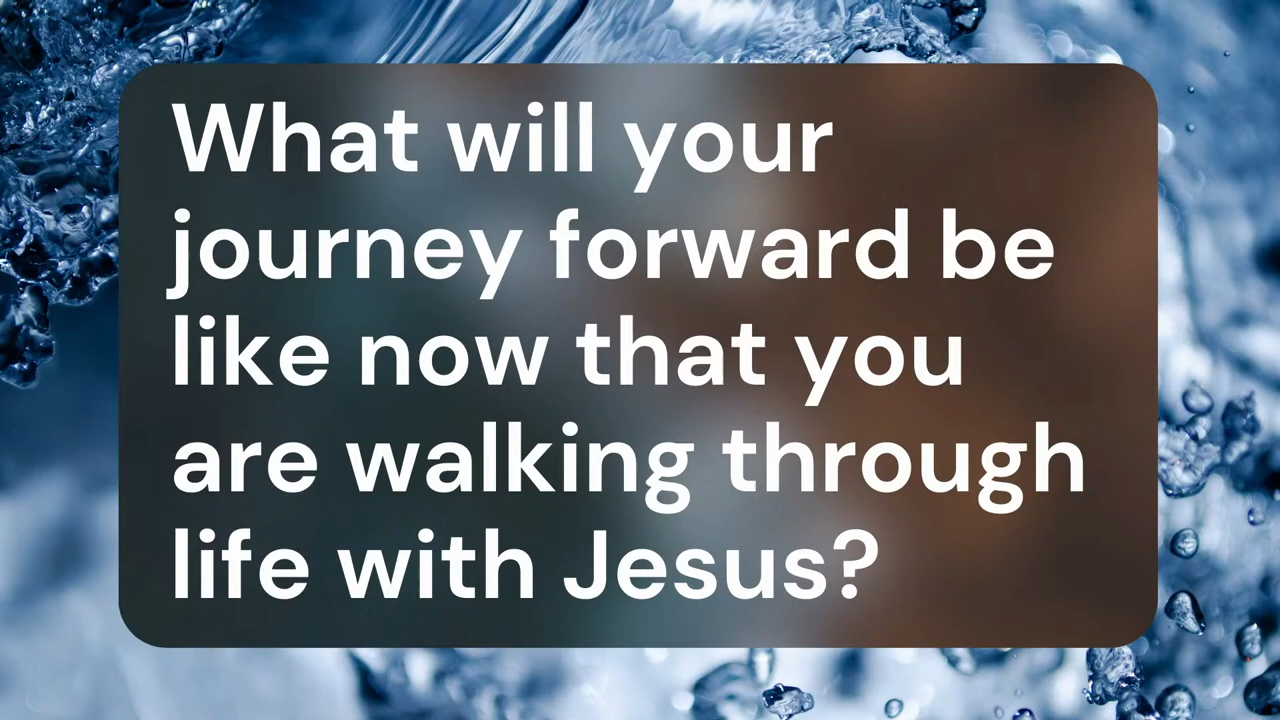 What will your
journey forward be
like now that you
are walking through
life with Jesus?